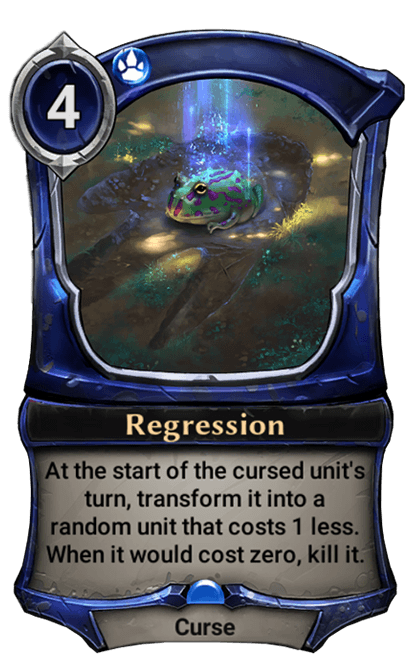 4
Regression
At the start of the cursed unit's
turn, transform it into a
random unit that costs 1 less.
When it would cost zero, kill it.
Curse